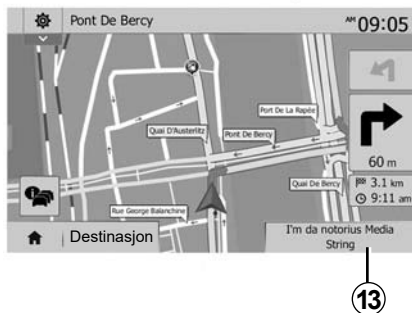 Pont De Bercy
AM 09:05
Port De La Rapée
Quai D'Austerlitz
Pont De Bercy
60 m
Quai De Bercy
3.1 km
9:11 am
Rue George Balanchine
Destinasjon
I'm da notorius Media
String
13